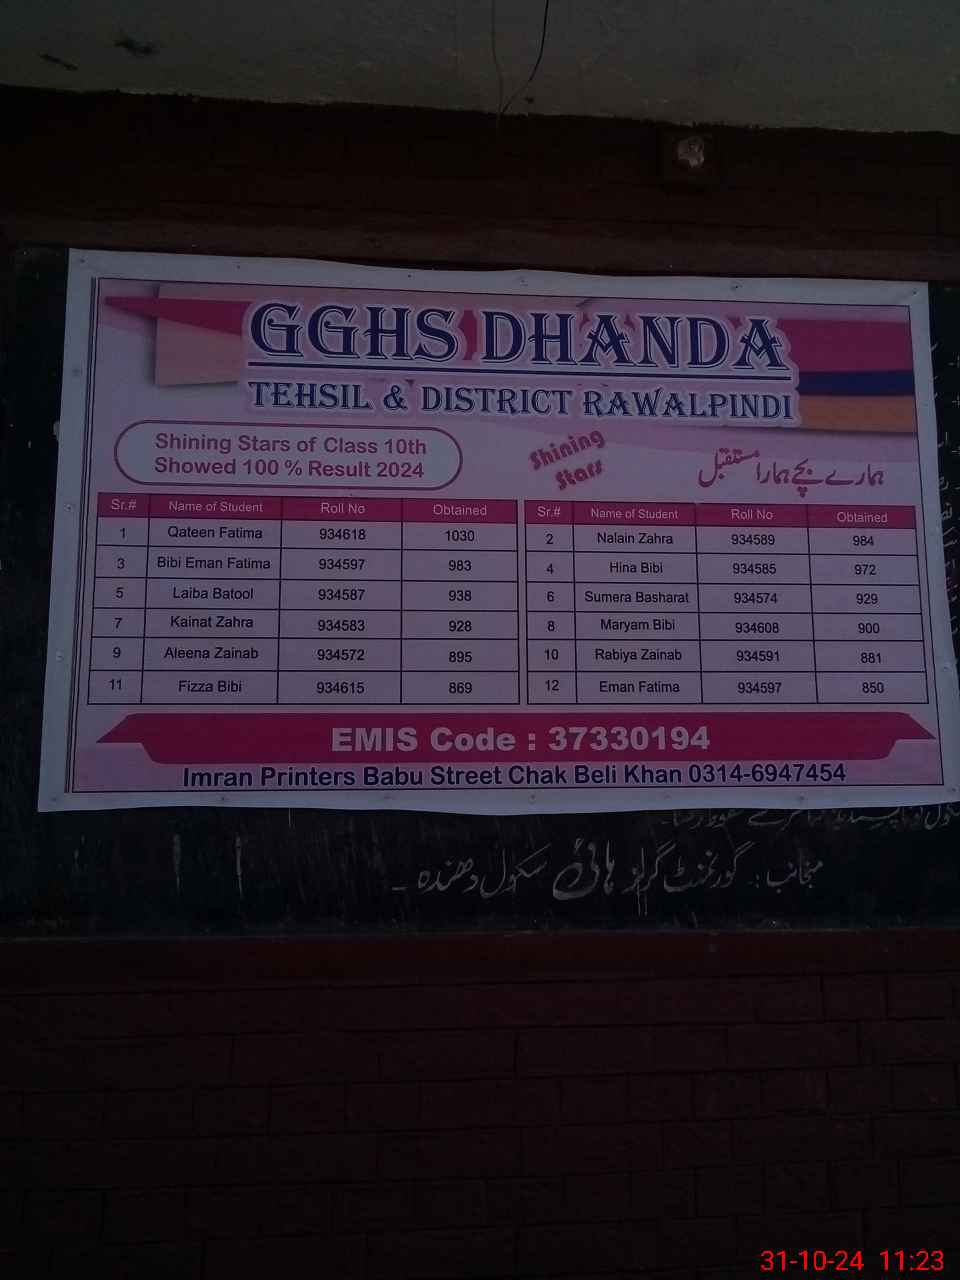 GGHS DHANDA
TEHSIL & DISTRICT RAWALPINDI
Shining Stars of Class 10th
Showed 100 % Result 2024
Shining
Stars
ہمارے بچے ہمارا مستقبل
Sr.# Name of Student Roll No Obtained Sr.# Name of Student Roll No Obtained
1 Qateen Fatima 934618 1030 2 Nalain Zahra 934589 984
3 Bibi Eman Fatima 934597 983 4 Hina Bibi 934585 972
5 Laiba Batool 934587 938 6 Sumera Basharat 934574 929
7 Kainat Zahra 934583 928 8 Maryam Bibi 934608 900
9 Aleena Zainab 934572 895 10 Rabiya Zainab 934591 881
11 Fizza Bibi 934615 869 12 Eman Fatima 934597 850
EMIS Code : 37330194
Imran Printers Babu Street Chak Beli Khan 0314-6947454
منجانب : گورنمنٹ گرلز ہائی سکول دھندہ ۔
31-10-24 11:23